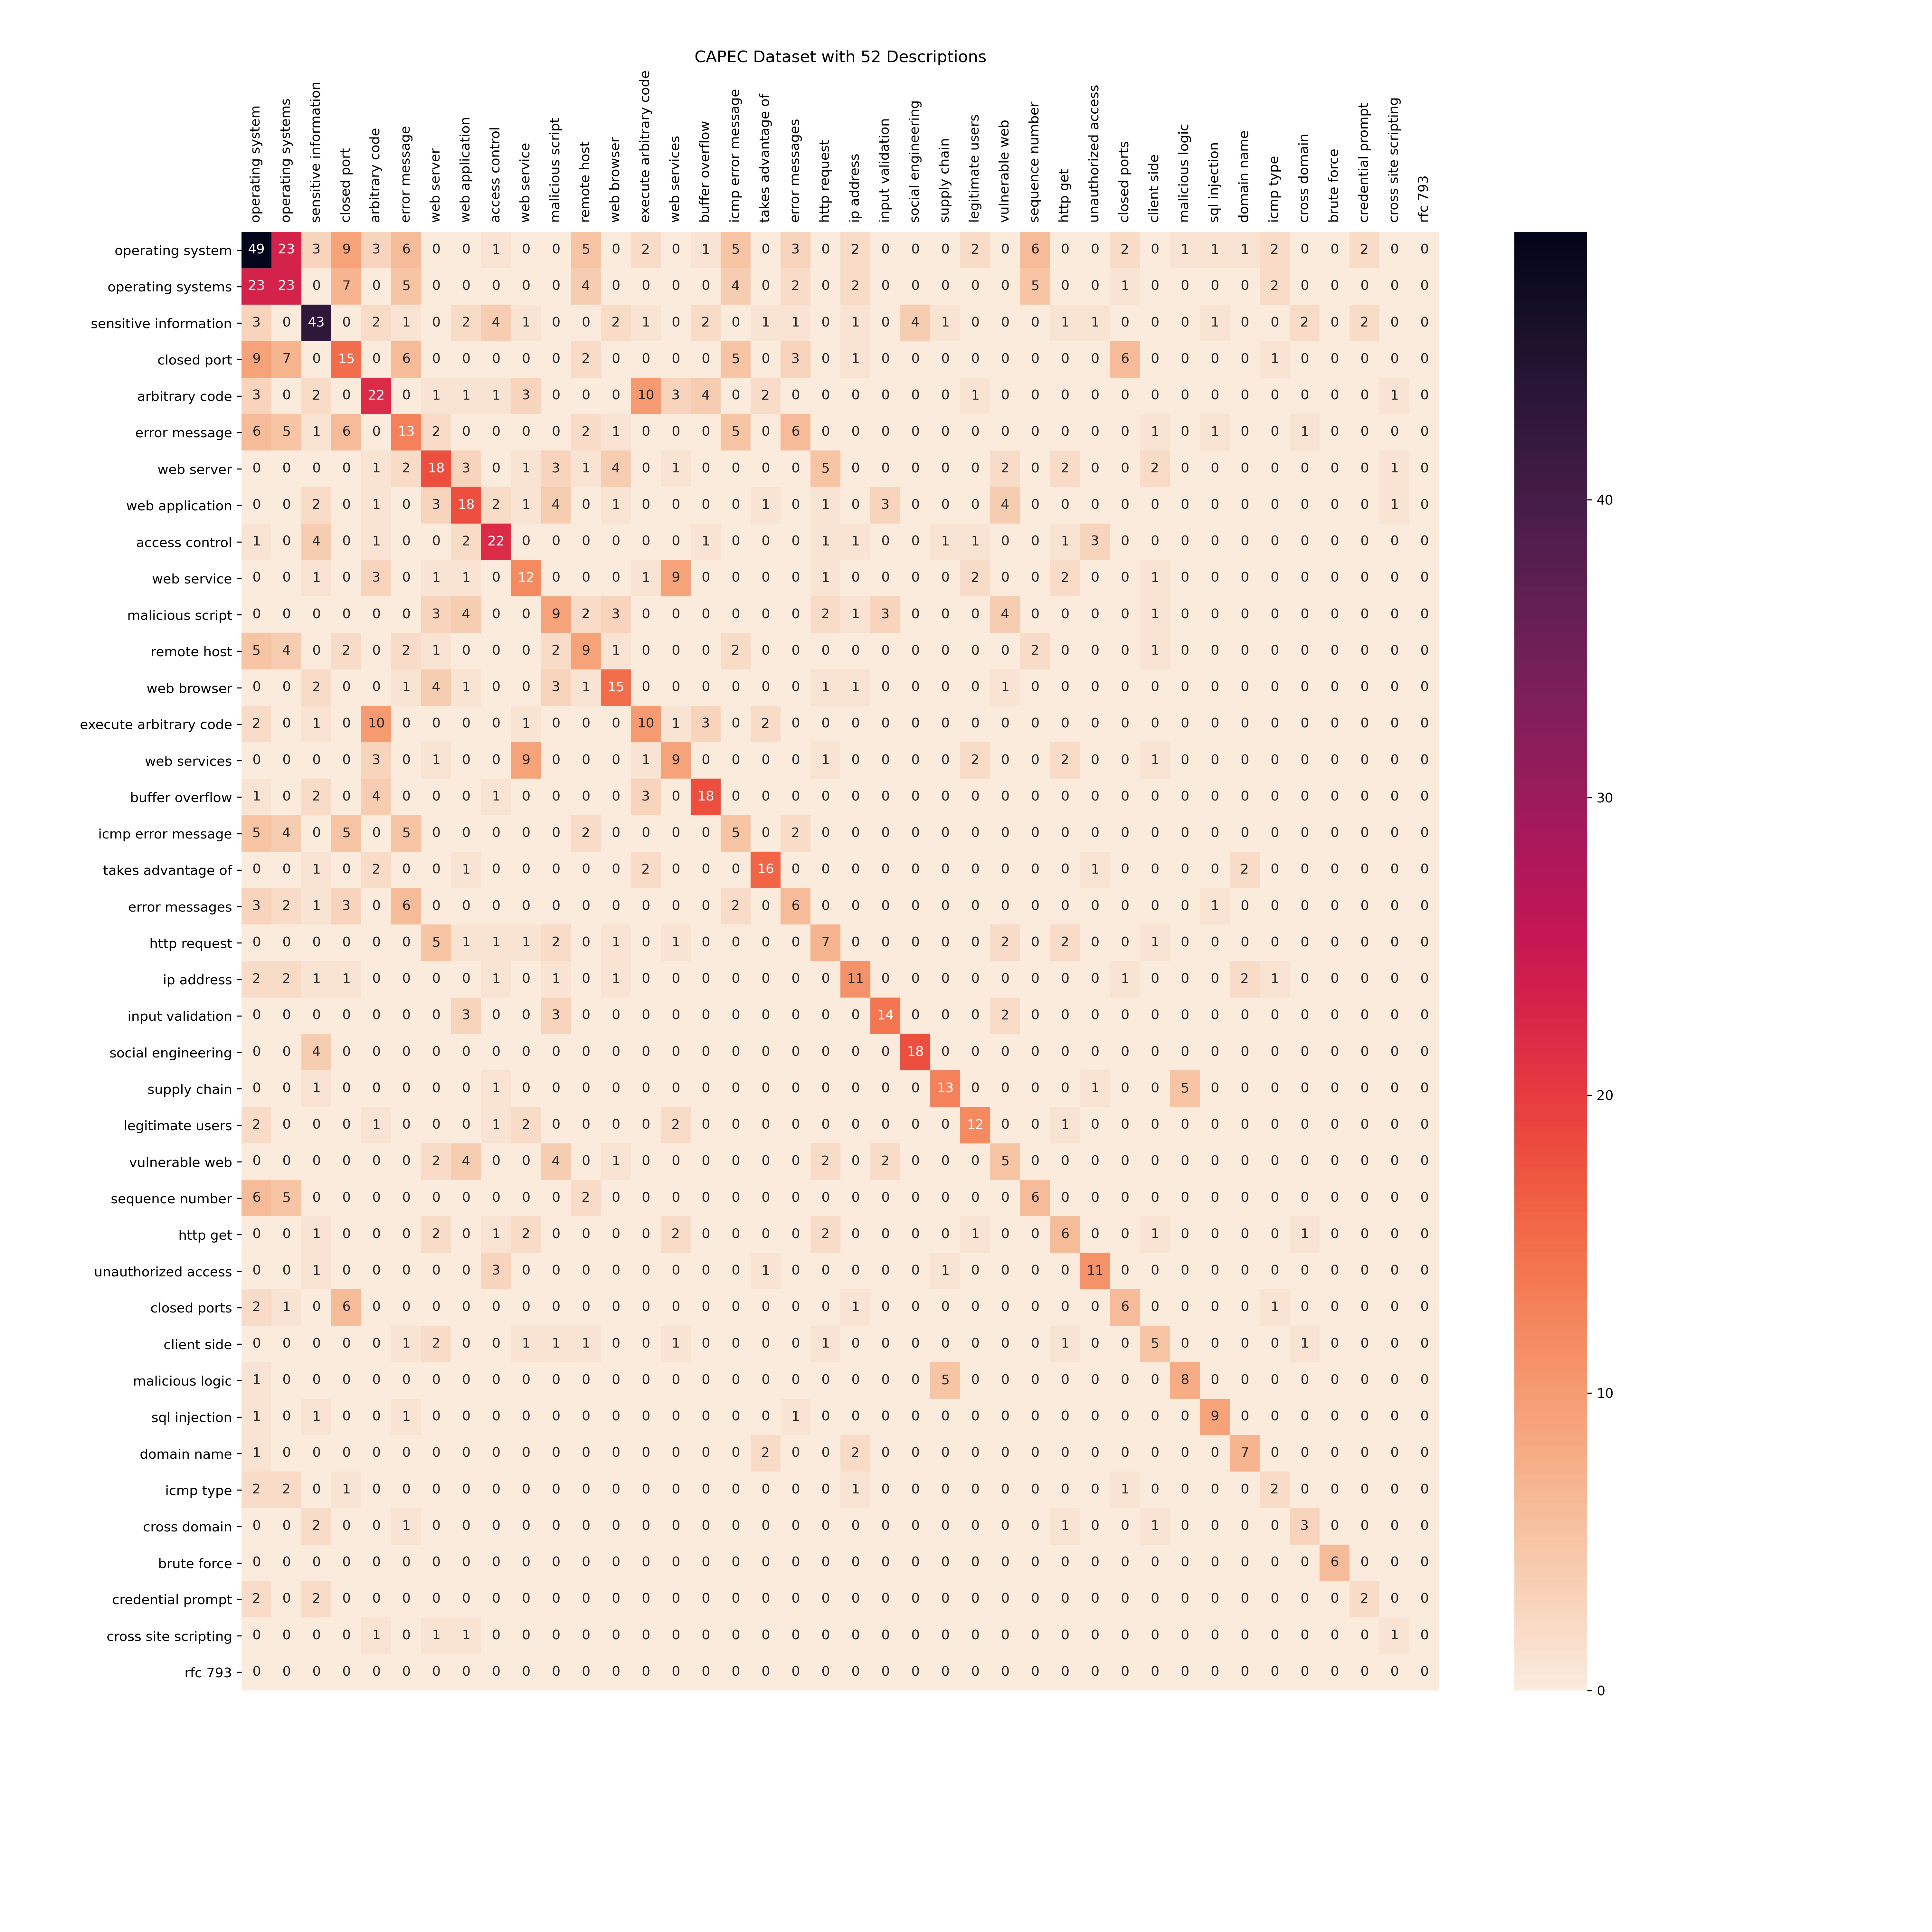 CAPEC Dataset with 52 Descriptions
operating system
operating systems
sensitive information
closed port
arbitrary code
error message
web server
web application
access control
web service
malicious script
remote host
web browser
execute arbitrary code
web services
buffer overflow
icmp error message
takes advantage of
error messages
http request
ip address
input validation
social engineering
supply chain
legitimate users
vulnerable web
sequence number
http get
unauthorized access
closed ports
client side
malicious logic
sql injection
domain name
icmp type
cross domain
brute force
credential prompt
cross site scripting
rfc 793
operating system 49 23 3 9 3 6 0 0 1 0 0 5 0 2 0 1 5 0 3 0 2 0 0 0 2 0 6 0 0 2 0 1 1 1 2 0 0 2 0 0
operating systems 23 23 0 7 0 5 0 0 0 0 0 4 0 0 0 0 4 0 2 0 2 0 0 0 0 0 5 0 0 1 0 0 0 0 2 0 0 0 0 0
sensitive information 3 0 43 0 2 1 0 2 4 1 0 0 2 1 0 2 0 1 1 0 1 0 4 1 0 0 0 1 1 0 0 0 1 0 0 2 0 2 0 0
closed port 9 7 0 15 0 6 0 0 0 0 0 2 0 0 0 0 5 0 3 0 1 0 0 0 0 0 0 0 0 6 0 0 0 0 1 0 0 0 0 0
arbitrary code 3 0 2 0 22 0 1 1 1 3 0 0 0 10 3 4 0 2 0 0 0 0 0 0 1 0 0 0 0 0 0 0 0 0 0 0 0 0 1 0
error message 6 5 1 6 0 13 2 0 0 0 0 2 1 0 0 0 5 0 6 0 0 0 0 0 0 0 0 0 0 0 1 0 1 0 0 1 0 0 0 0
web server 0 0 0 0 1 2 18 3 0 1 3 1 4 0 1 0 0 0 0 5 0 0 0 0 0 2 0 2 0 0 2 0 0 0 0 0 0 0 1 0
web application 0 0 2 0 1 0 3 18 2 1 4 0 1 0 0 0 0 1 0 1 0 3 0 0 0 4 0 0 0 0 0 0 0 0 0 0 0 0 1 0
access control 1 0 4 0 1 0 0 2 22 0 0 0 0 0 0 1 0 0 0 1 1 0 0 1 1 0 0 1 3 0 0 0 0 0 0 0 0 0 0 0
web service 0 0 1 0 3 0 1 1 0 12 0 0 0 1 9 0 0 0 0 1 0 0 0 0 2 0 0 2 0 0 1 0 0 0 0 0 0 0 0 0
malicious script 0 0 0 0 0 0 3 4 0 0 9 2 3 0 0 0 0 0 0 2 1 3 0 0 0 4 0 0 0 0 1 0 0 0 0 0 0 0 0 0
remote host 5 4 0 2 0 2 1 0 0 0 2 9 1 0 0 0 2 0 0 0 0 0 0 0 0 0 2 0 0 0 1 0 0 0 0 0 0 0 0 0
web browser 0 0 2 0 0 1 4 1 0 0 3 1 15 0 0 0 0 0 0 1 1 0 0 0 0 1 0 0 0 0 0 0 0 0 0 0 0 0 0 0
execute arbitrary code 2 0 1 0 10 0 0 0 0 1 0 0 0 10 1 3 0 2 0 0 0 0 0 0 0 0 0 0 0 0 0 0 0 0 0 0 0 0 0 0
web services 0 0 0 0 3 0 1 0 0 9 0 0 0 1 9 0 0 0 0 1 0 0 0 0 2 0 0 2 0 0 1 0 0 0 0 0 0 0 0 0
buffer overflow 1 0 2 0 4 0 0 0 1 0 0 0 0 3 0 18 0 0 0 0 0 0 0 0 0 0 0 0 0 0 0 0 0 0 0 0 0 0 0 0
icmp error message 5 4 0 5 0 5 0 0 0 0 0 2 0 0 0 0 5 0 2 0 0 0 0 0 0 0 0 0 0 0 0 0 0 0 0 0 0 0 0 0
takes advantage of 0 0 1 0 2 0 0 1 0 0 0 0 0 2 0 0 0 16 0 0 0 0 0 0 0 0 0 0 1 0 0 0 0 2 0 0 0 0 0 0
error messages 3 2 1 3 0 6 0 0 0 0 0 0 0 0 0 0 2 0 6 0 0 0 0 0 0 0 0 0 0 0 0 0 1 0 0 0 0 0 0 0
http request 0 0 0 0 0 0 5 1 1 1 2 0 1 0 1 0 0 0 0 7 0 0 0 0 0 2 0 2 0 0 1 0 0 0 0 0 0 0 0 0
ip address 2 2 1 1 0 0 0 0 1 0 1 0 1 0 0 0 0 0 0 0 11 0 0 0 0 0 0 0 0 1 0 0 0 2 1 0 0 0 0 0
input validation 0 0 0 0 0 0 0 3 0 0 3 0 0 0 0 0 0 0 0 0 0 14 0 0 0 2 0 0 0 0 0 0 0 0 0 0 0 0 0 0
social engineering 0 0 4 0 0 0 0 0 0 0 0 0 0 0 0 0 0 0 0 0 0 0 18 0 0 0 0 0 0 0 0 0 0 0 0 0 0 0 0 0
supply chain 0 0 1 0 0 0 0 0 1 0 0 0 0 0 0 0 0 0 0 0 0 0 0 13 0 0 0 0 1 0 0 5 0 0 0 0 0 0 0 0
legitimate users 2 0 0 0 1 0 0 0 1 2 0 0 0 0 2 0 0 0 0 0 0 0 0 0 12 0 0 1 0 0 0 0 0 0 0 0 0 0 0 0
vulnerable web 0 0 0 0 0 0 2 4 0 0 4 0 1 0 0 0 0 0 0 2 0 2 0 0 0 5 0 0 0 0 0 0 0 0 0 0 0 0 0 0
sequence number 6 5 0 0 0 0 0 0 0 0 0 2 0 0 0 0 0 0 0 0 0 0 0 0 0 0 6 0 0 0 0 0 0 0 0 0 0 0 0 0
http get 0 0 1 0 0 0 2 0 1 2 0 0 0 0 2 0 0 0 0 2 0 0 0 0 1 0 0 6 0 0 1 0 0 0 0 1 0 0 0 0
unauthorized access 0 0 1 0 0 0 0 0 3 0 0 0 0 0 0 0 0 1 0 0 0 0 0 1 0 0 0 0 11 0 0 0 0 0 0 0 0 0 0 0
closed ports 2 1 0 6 0 0 0 0 0 0 0 0 0 0 0 0 0 0 0 0 1 0 0 0 0 0 0 0 0 6 0 0 0 0 1 0 0 0 0 0
client side 0 0 0 0 0 1 2 0 0 1 1 1 0 0 1 0 0 0 0 1 0 0 0 0 0 0 0 1 0 0 5 0 0 0 0 1 0 0 0 0
malicious logic 1 0 0 0 0 0 0 0 0 0 0 0 0 0 0 0 0 0 0 0 0 0 0 5 0 0 0 0 0 0 0 8 0 0 0 0 0 0 0 0
sql injection 1 0 1 0 0 1 0 0 0 0 0 0 0 0 0 0 0 0 1 0 0 0 0 0 0 0 0 0 0 0 0 0 9 0 0 0 0 0 0 0
domain name 1 0 0 0 0 0 0 0 0 0 0 0 0 0 0 0 0 2 0 0 2 0 0 0 0 0 0 0 0 0 0 0 0 7 0 0 0 0 0 0
icmp type 2 2 0 1 0 0 0 0 0 0 0 0 0 0 0 0 0 0 0 0 1 0 0 0 0 0 0 0 0 1 0 0 0 0 2 0 0 0 0 0
cross domain 0 0 2 0 0 1 0 0 0 0 0 0 0 0 0 0 0 0 0 0 0 0 0 0 0 0 0 1 0 0 1 0 0 0 0 3 0 0 0 0
brute force 0 0 0 0 0 0 0 0 0 0 0 0 0 0 0 0 0 0 0 0 0 0 0 0 0 0 0 0 0 0 0 0 0 0 0 0 6 0 0 0
credential prompt 2 0 2 0 0 0 0 0 0 0 0 0 0 0 0 0 0 0 0 0 0 0 0 0 0 0 0 0 0 0 0 0 0 0 0 0 0 2 0 0
cross site scripting 0 0 0 0 1 0 1 1 0 0 0 0 0 0 0 0 0 0 0 0 0 0 0 0 0 0 0 0 0 0 0 0 0 0 0 0 0 0 1 0
rfc 793 0 0 0 0 0 0 0 0 0 0 0 0 0 0 0 0 0 0 0 0 0 0 0 0 0 0 0 0 0 0 0 0 0 0 0 0 0 0 0 0
40
30
20
10
0